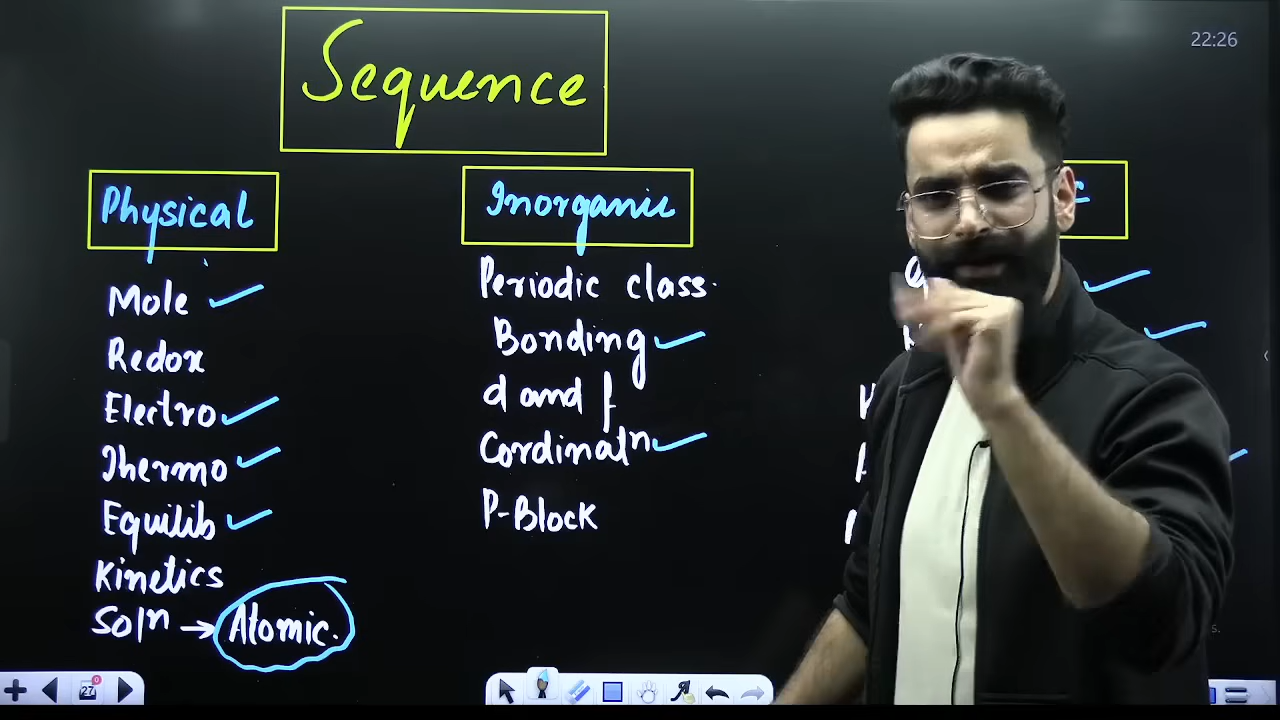 22:26
Sequence
Physical
Mole
Redox
Electro
Thermo
Equilib
Kinetics
Solⁿ → Atomic.
Inorganic
Periodic class.
Bonding
d and f
Cordinatⁿ
P-Block
27